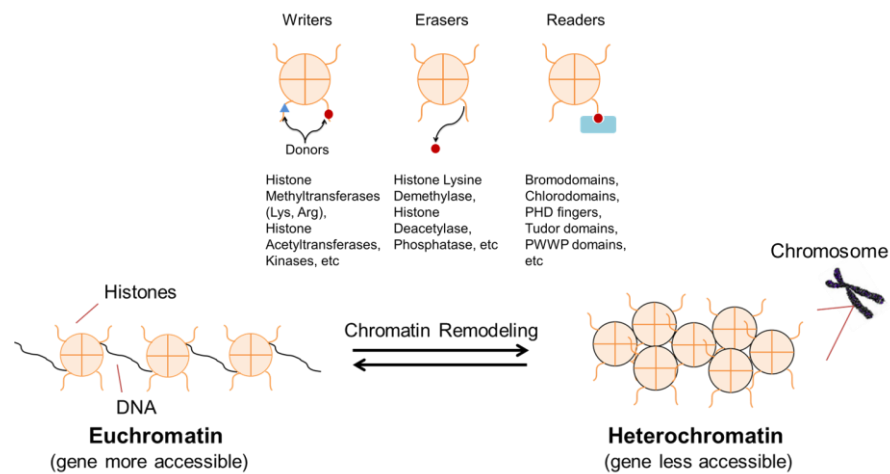 Writers
Erasers
Readers
Donors
Histone
Methyltransferases
(Lys, Arg),
Histone
Acetyltransferases,
Kinases, etc
Histone Lysine
Demethylase,
Histone
Deacetylase,
Phosphatase, etc
Bromodomains,
Chlorodomains,
PHD fingers,
Tudor domains,
PWWP domains,
etc
Chromosome
Histones
Chromatin Remodeling
DNA
Euchromatin
(gene more accessible)
Heterochromatin
(gene less accessible)